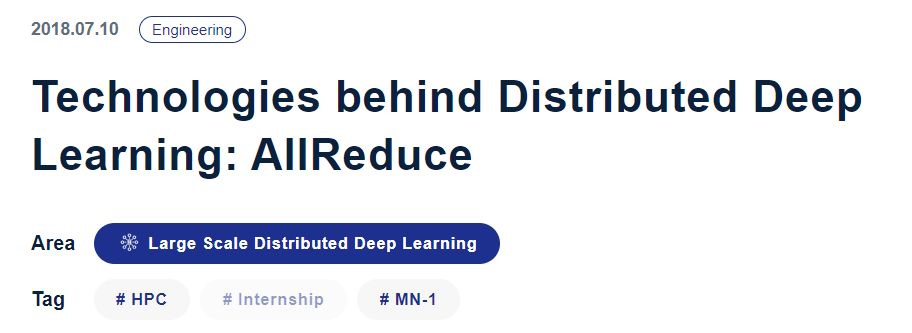 2018.07.10 Engineering
Technologies behind Distributed Deep
Learning: AllReduce
Area Large Scale Distributed Deep Learning
Tag # HPC # Internship # MN-1